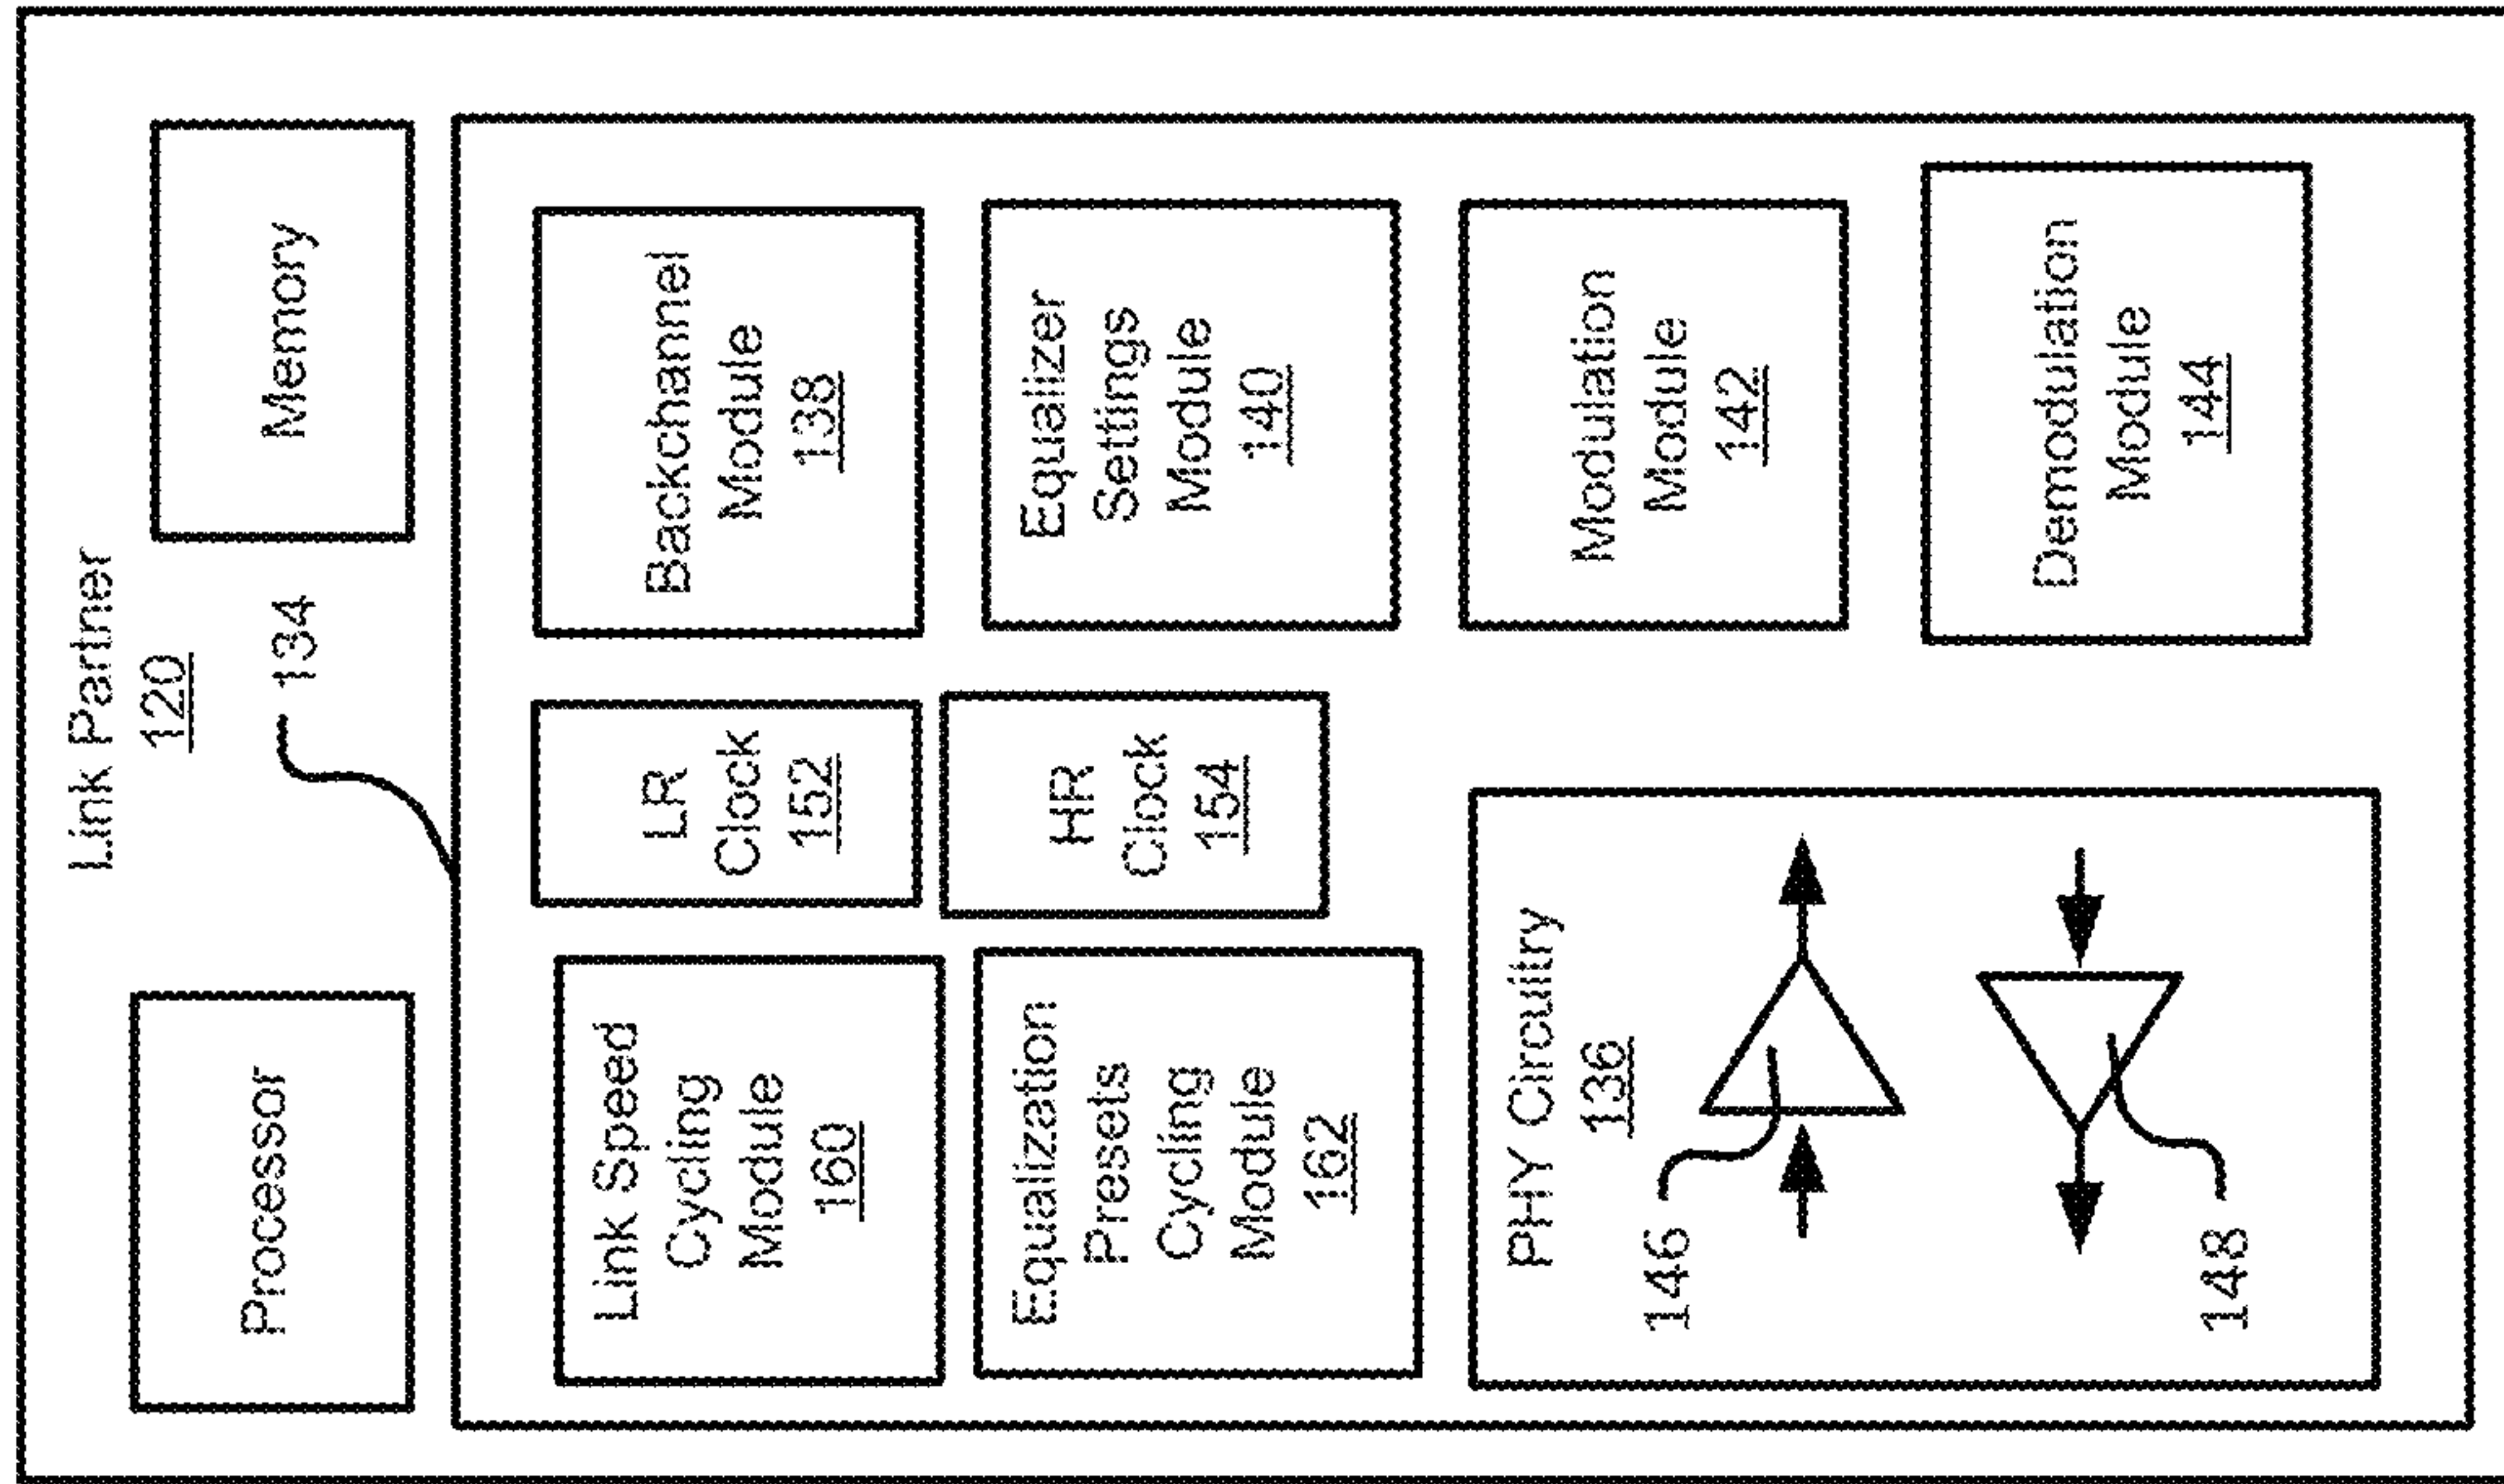 Link Partner
120
134
Processor
Memory
Link Speed
Cycling
Module
160
LR
Clock
152
Backchannel
Module
138
Equalization
Presets
Cycling
Module
162
HR
Clock
154
Equalizer
Settings
Module
140
PHY Circuitry
136
146
148
Modulation
Module
142
Demodulation
Module
144